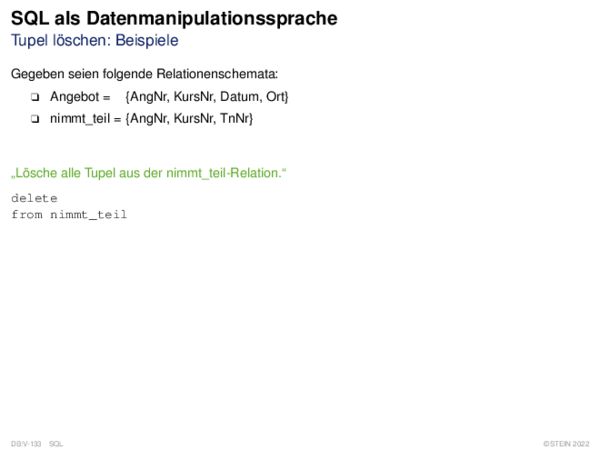 SQL als Datenmanipulationssprache
Tupel löschen: Beispiele
Gegeben seien folgende Relationenschemata:
❑ Angebot = {AngNr, KursNr, Datum, Ort}
❑ nimmt_teil = {AngNr, KursNr, TnNr}
„Lösche alle Tupel aus der nimmt_teil-Relation.“
delete
from nimmt_teil
DB:V-133 SQL ©STEIN 2022